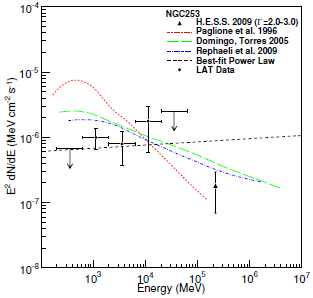 NGC253
H.E.S.S. 2009 (Γ=2.0-3.0)
Paglione et al. 1996
Domingo, Torres 2005
Rephaeli et al. 2009
Best-fit Power Law
LAT Data
E² dN/dE (MeV cm⁻² s⁻¹)
10⁻⁴
10⁻⁵
10⁻⁶
10⁻⁷
10⁻⁸
10³ 10⁴ 10⁵ 10⁶ 10⁷
Energy (MeV)